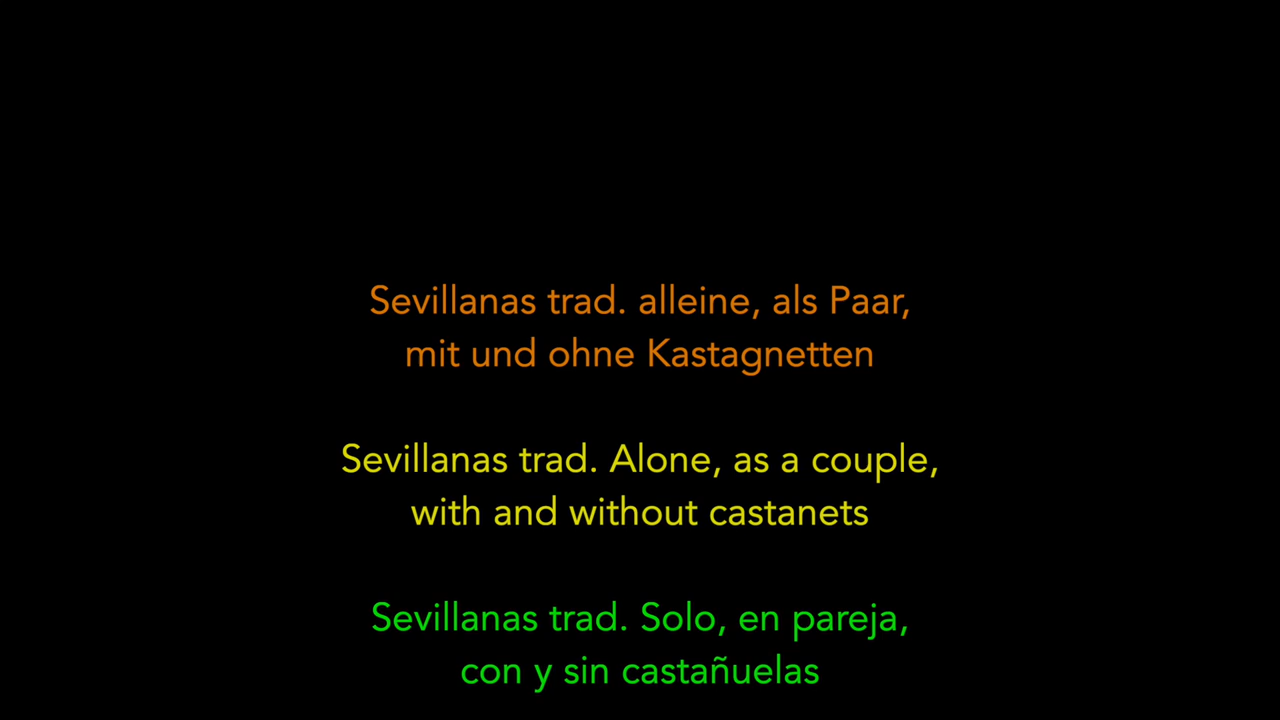 Sevillanas trad. alleine, als Paar,
mit und ohne Kastagnetten
Sevillanas trad. Alone, as a couple,
with and without castanets
Sevillanas trad. Solo, en pareja,
con y sin castañuelas